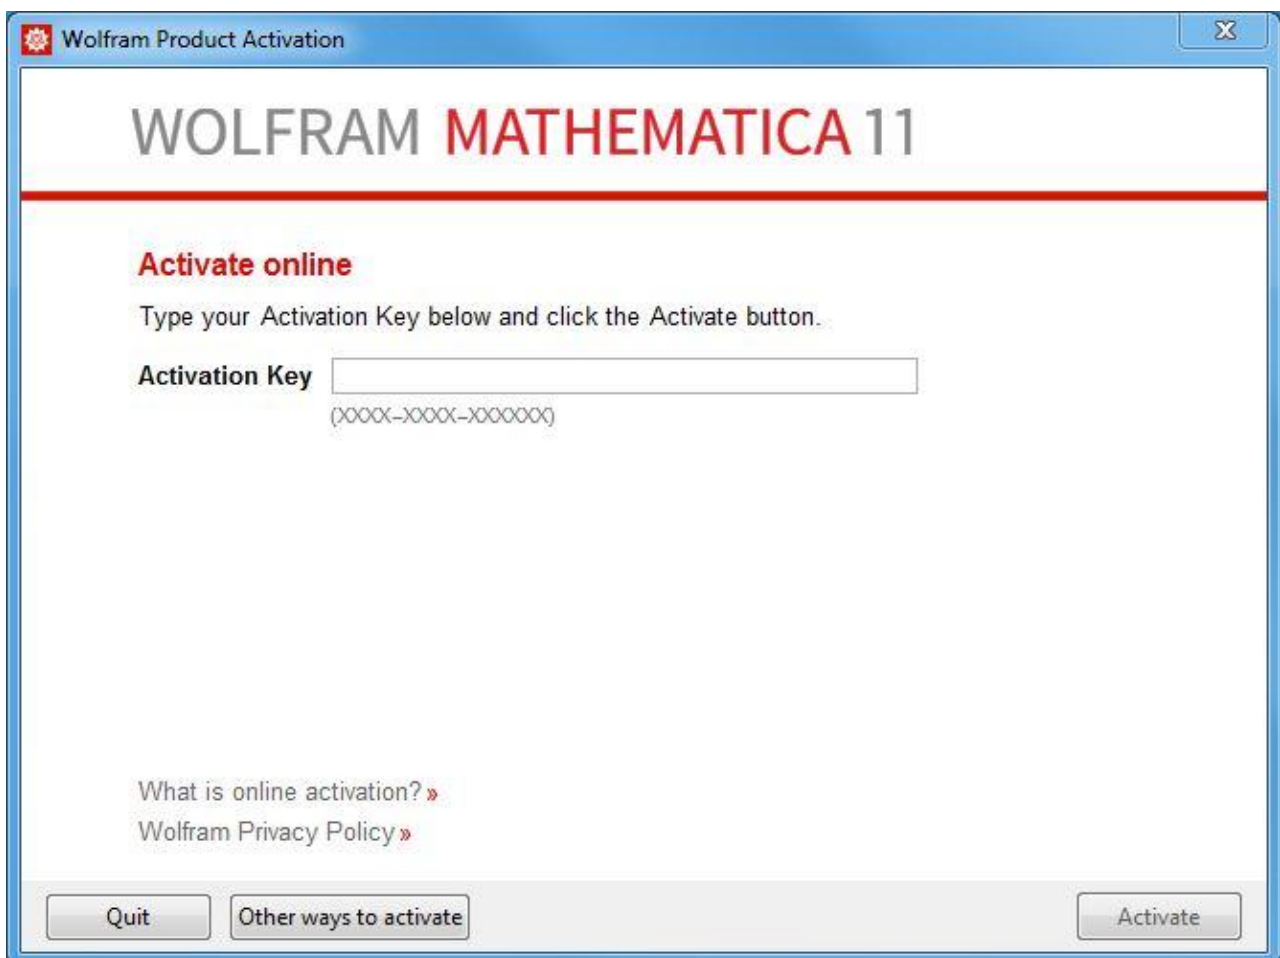 Wolfram Product Activation
WOLFRAM MATHEMATICA 11
Activate online
Type your Activation Key below and click the Activate button.
Activation Key
(XXXX–XXXX–XXXXXX)
What is online activation? »
Wolfram Privacy Policy »
Quit Other ways to activate Activate